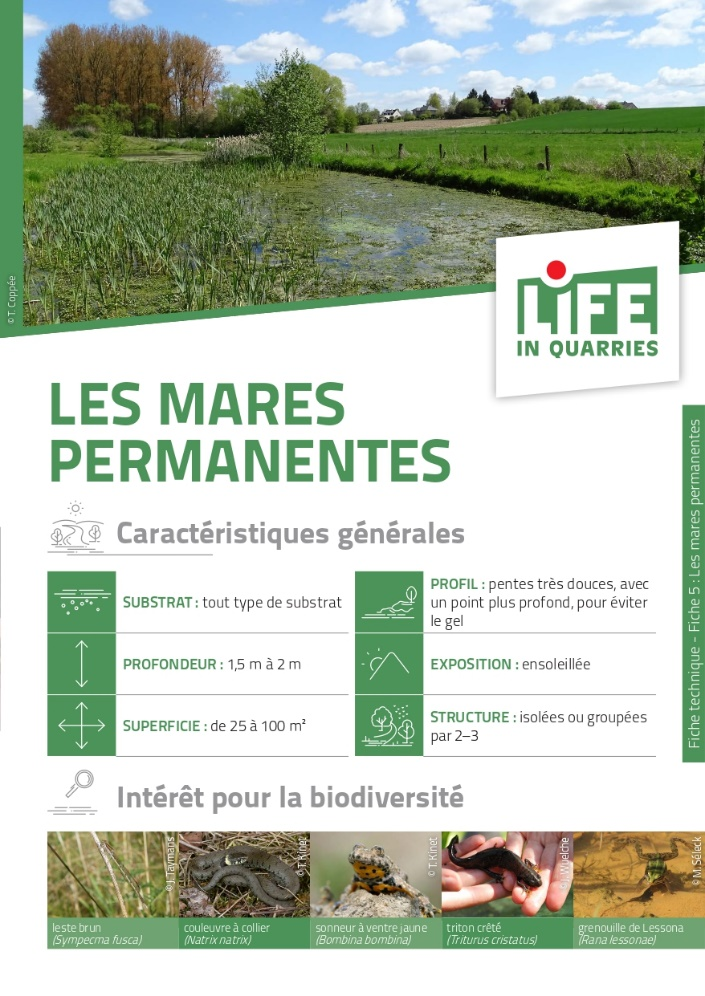 © T. Coppée
LiFE
IN QUARRIES
LES MARES
PERMANENTES
Fiche technique - Fiche 5 : Les mares permanentes
Caractéristiques générales
SUBSTRAT : tout type de substrat
PROFONDEUR : 1,5 m à 2 m
SUPERFICIE : de 25 à 100 m²
PROFIL : pentes très douces, avec
un point plus profond, pour éviter
le gel
EXPOSITION : ensoleillée
STRUCTURE : isolées ou groupées
par 2–3
Intérêt pour la biodiversité
Taymans
© T. Kinet
© T. Kinet
© M. Séleck
leste brun
(Sympecma fusca)
couleuvre à collier
(Natrix natrix)
sonneur à ventre jaune
(Bombina bombina)
triton crêté
(Triturus cristatus)
grenouille de Lessona
(Rana lessonae)